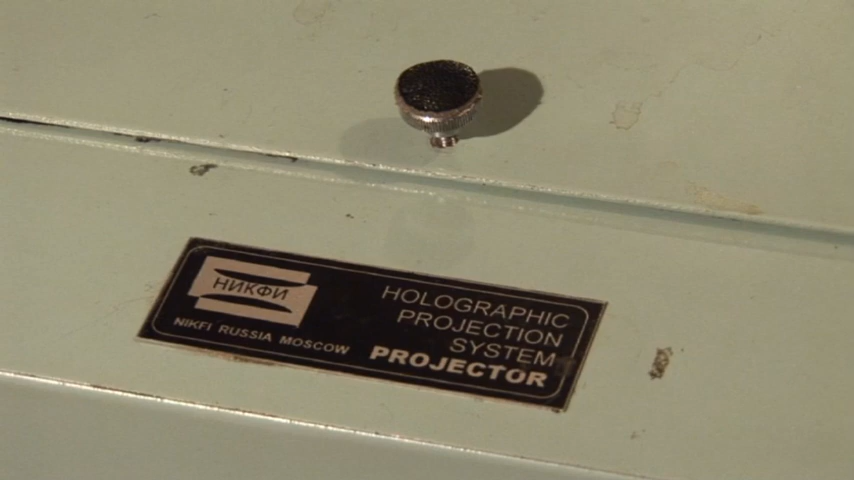 НИКФИ
NIKFI RUSSIA MOSCOW
HOLOGRAPHIC
PROJECTION
SYSTEM
PROJECTOR